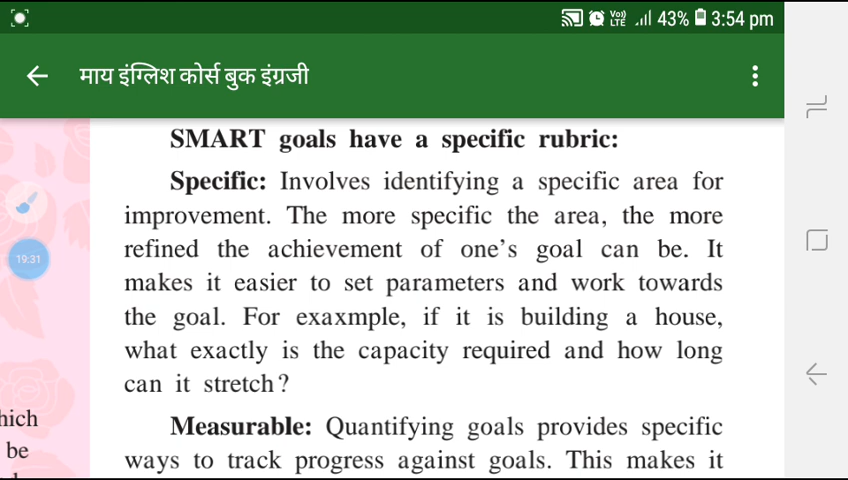 Voo)
LTE
43%
3:54 pm
माय इंग्लिश कोर्स बुक इंग्रजी
19:31
hich
be
SMART goals have a specific rubric:
Specific: Involves identifying a specific area for
improvement. The more specific the area, the more
refined the achievement of one's goal can be. It
makes it easier to set parameters and work towards
the goal. For exaxmple, if it is building a house,
what exactly is the capacity required and how long
can it stretch?
Measurable: Quantifying goals provides specific
ways to track progress against goals. This makes it